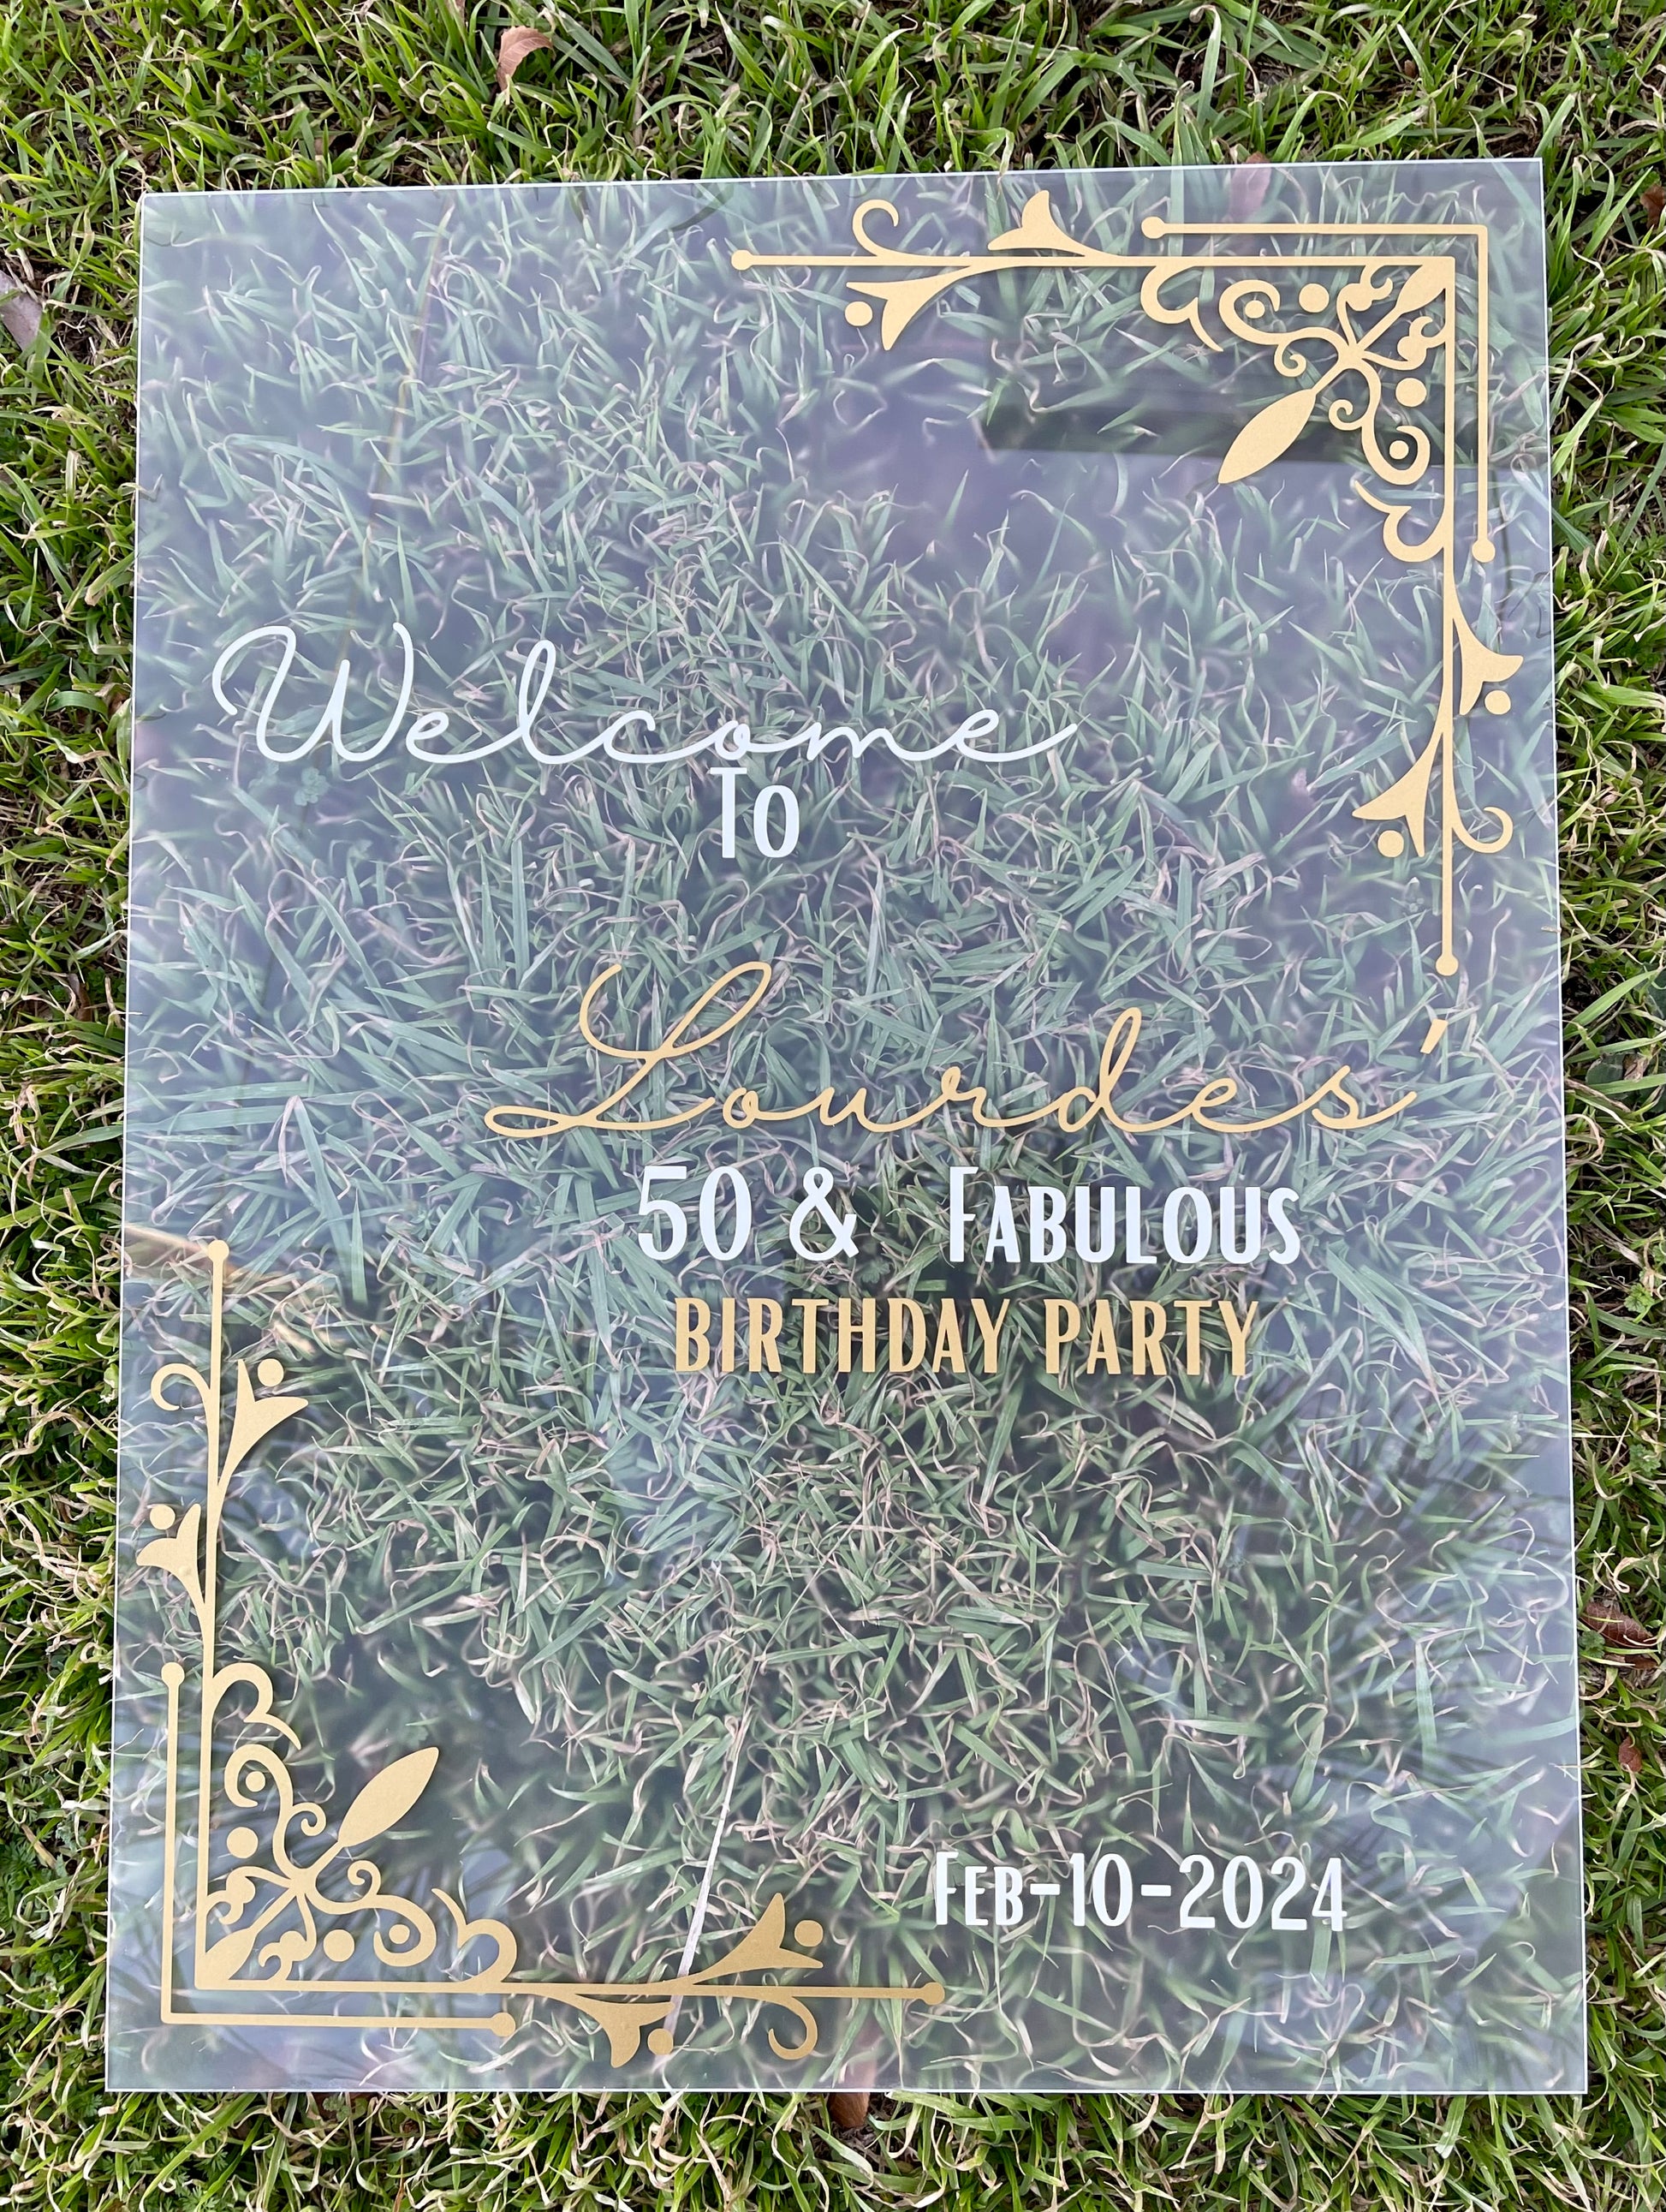 Welcome
To
Lourdes'
50 & Fabulous
BIRTHDAY PARTY
Feb-10-2024